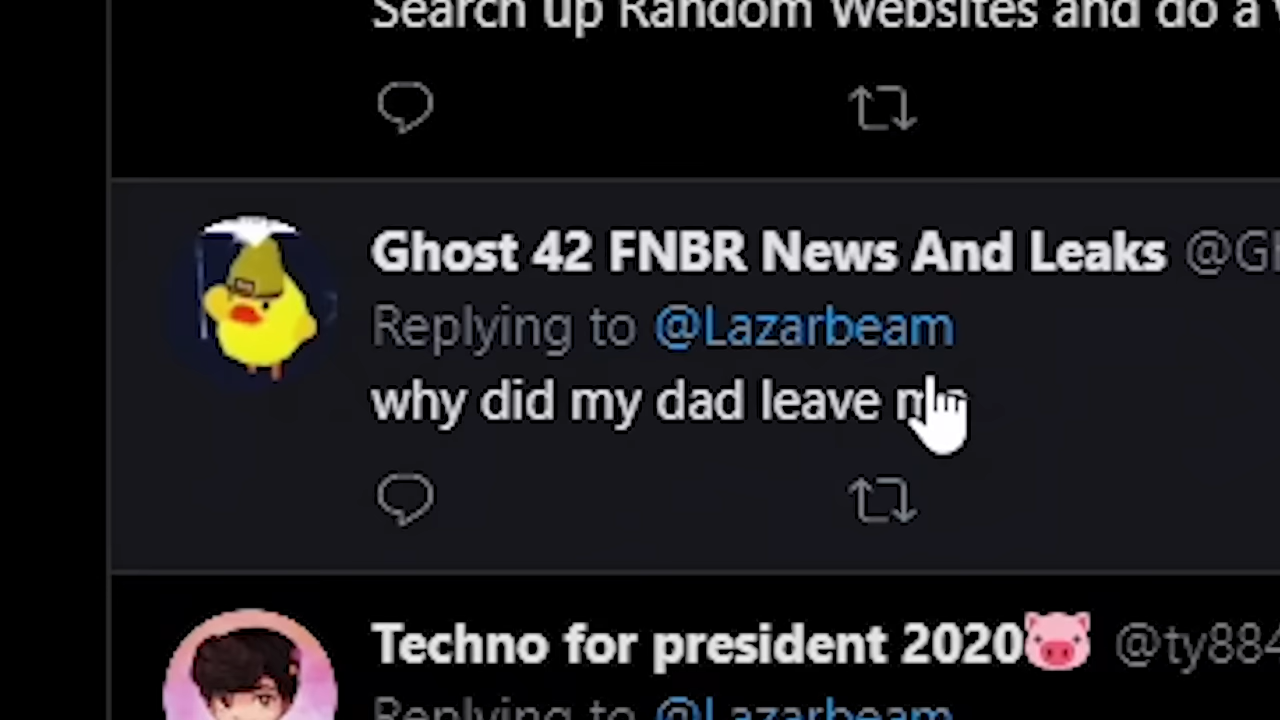 Search up Random Websites and do a
Ghost 42 FNBR News And Leaks
Replying to @Lazarbeam
why did my dad leave
Techno for president 2020🐷 @ty884
Replying to @Lazarbeam